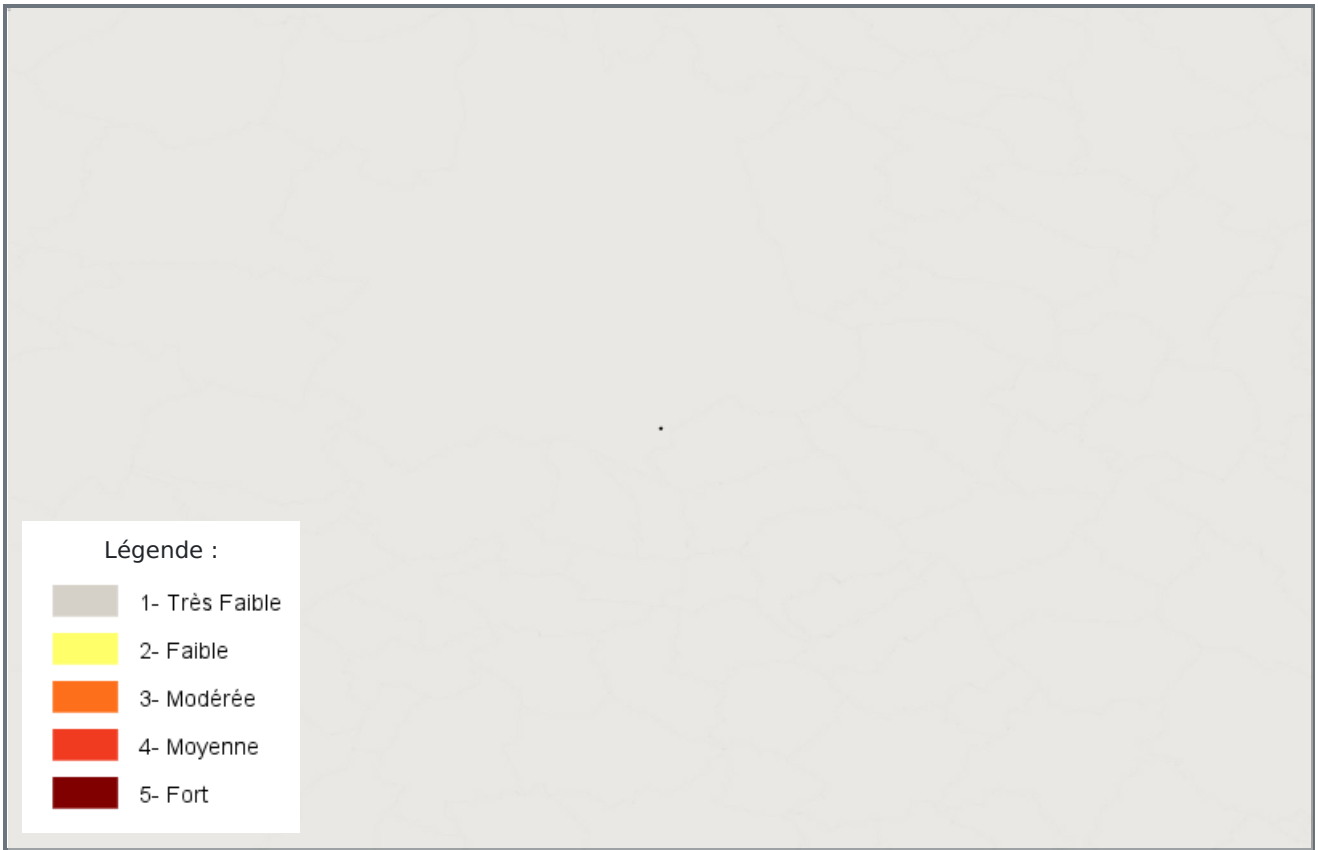 Légende :
1- Très Faible
2- Faible
3- Modérée
4- Moyenne
5- Fort